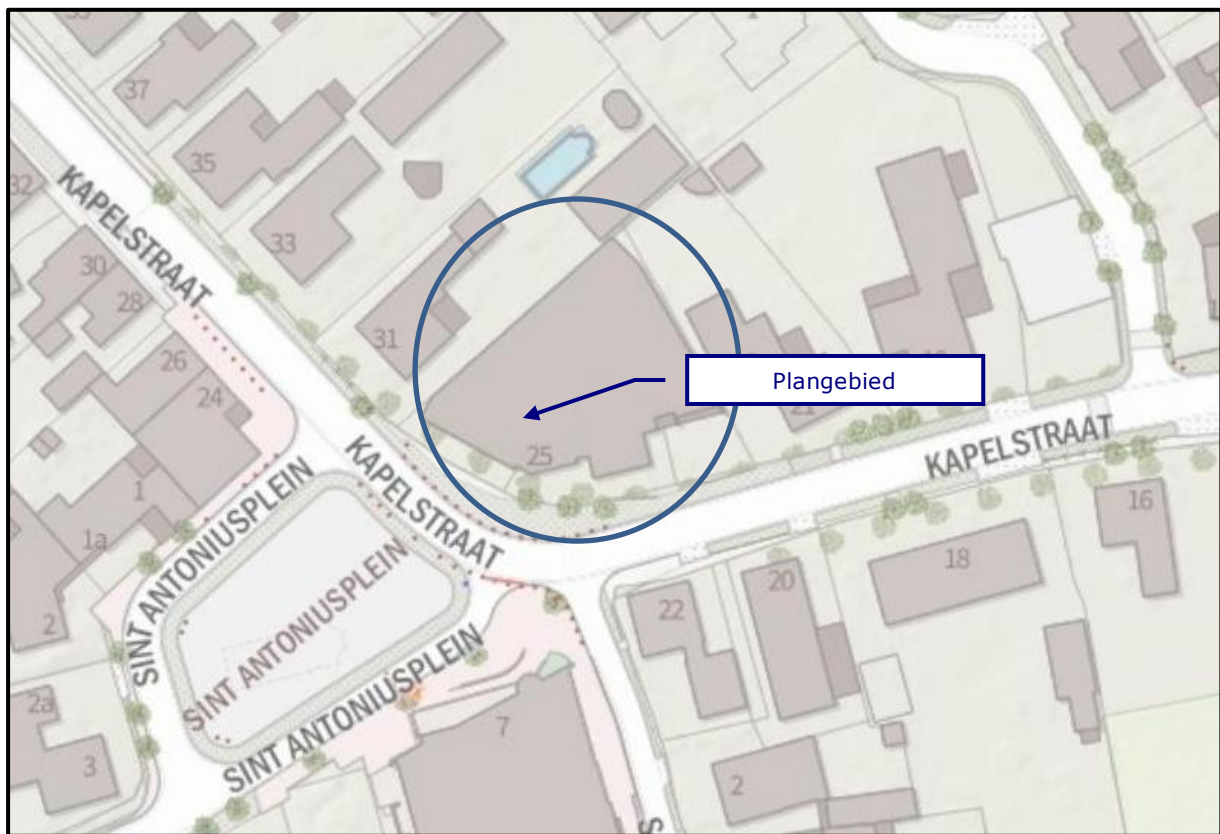 37
35
32
KAPELSTRAAT
33
30
28
31
26
24
Plangebied
21
25
KAPELSTRAAT
KAPELSTRAAT
1
1a
SINT ANTONIUSPLEIN
SINT ANTONIUSPLEIN
SINT ANTONIUSPLEIN
16
18
20
22
2
2a
3
7
2